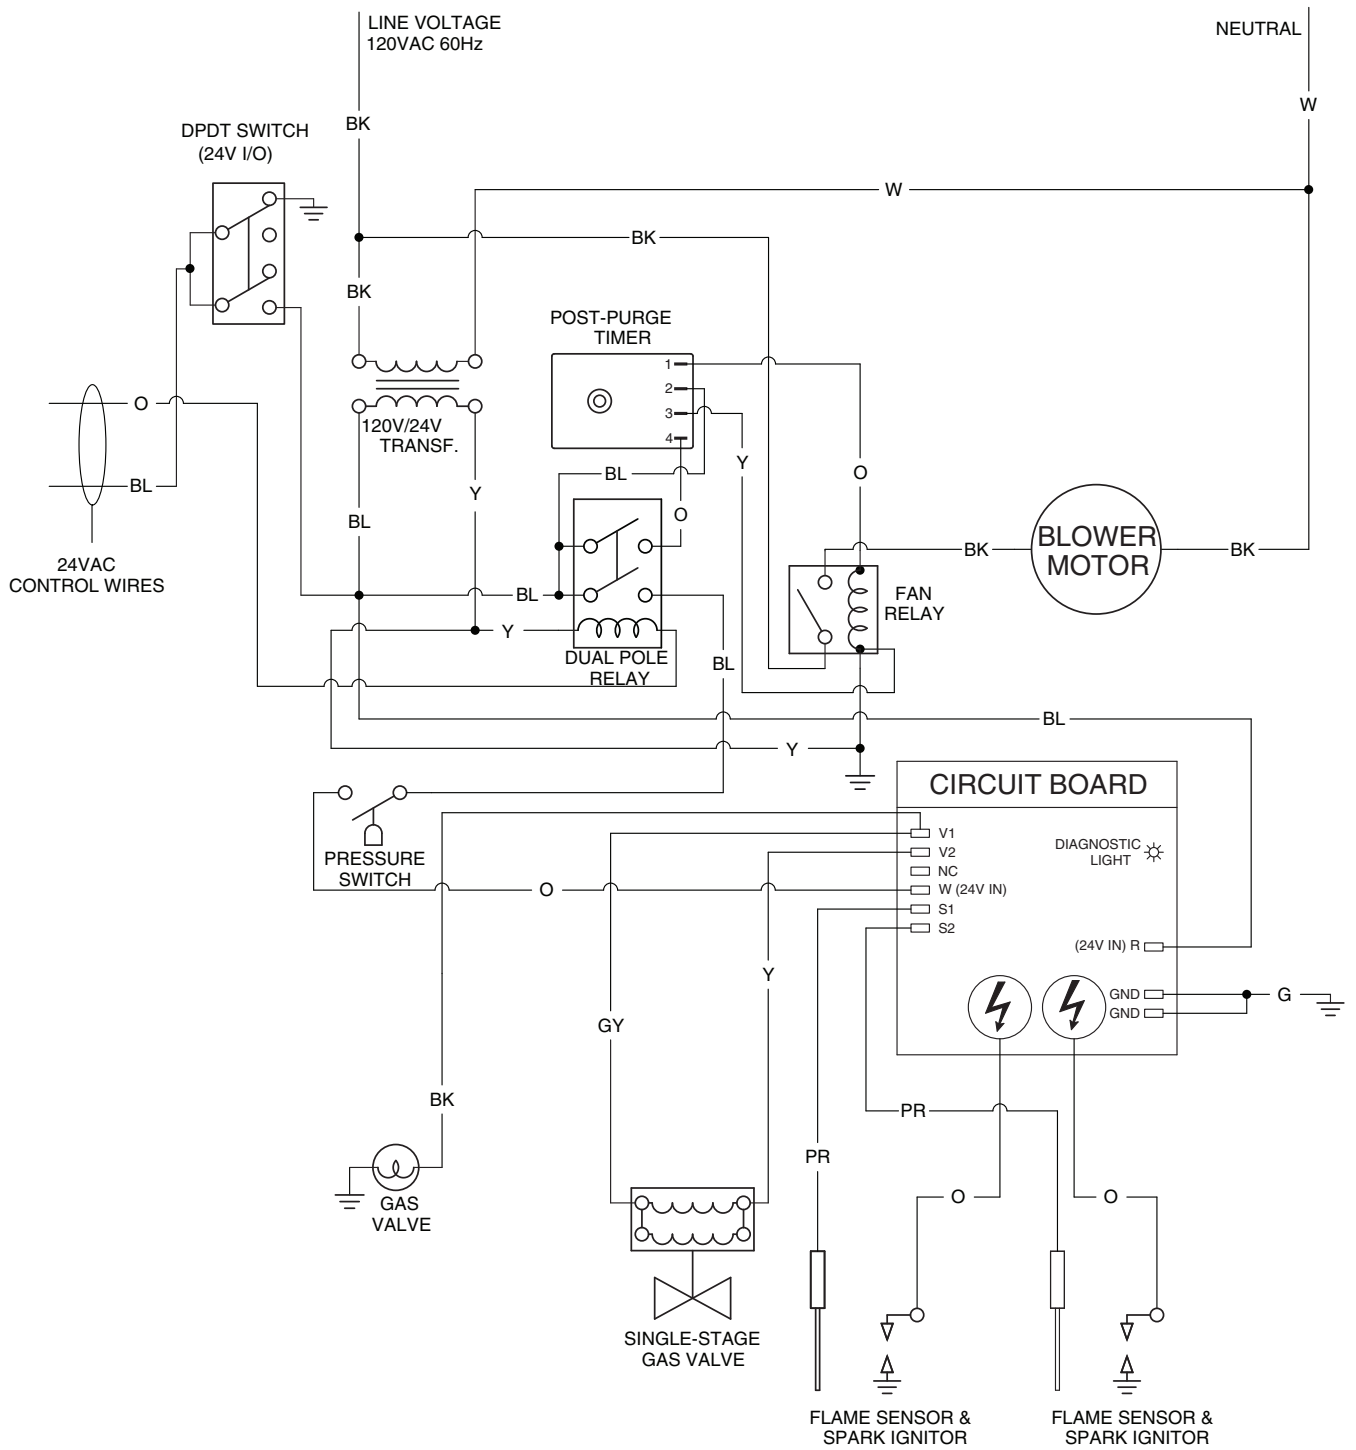 LINE VOLTAGE
120VAC 60Hz
NEUTRAL
W
BK
DPDT SWITCH
(24V I/O)
W
BK
BK
POST-PURGE
TIMER
1
2
3
4
O
120V/24V
TRANSF.
Y
BL
O
Y
BL
O
BL
24VAC
CONTROL WIRES
BK
BLOWER
MOTOR
BK
FAN
RELAY
BL
Y
DUAL POLE
RELAY
BL
BL
Y
CIRCUIT BOARD
V1
V2
NC
W (24V IN)
S1
S2
DIAGNOSTIC
LIGHT
PRESSURE
SWITCH
O
(24V IN) R
Y
GND
GND
G
GY
BK
PR
PR
O
O
GAS
VALVE
SINGLE-STAGE
GAS VALVE
FLAME SENSOR &
SPARK IGNITOR
FLAME SENSOR &
SPARK IGNITOR